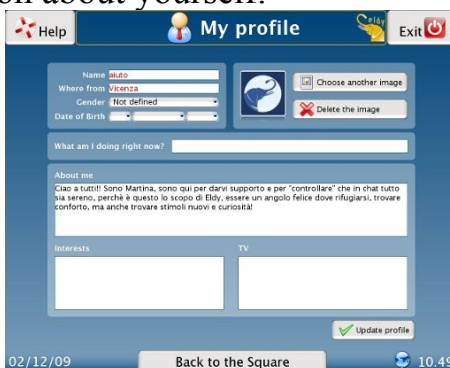 on about yourself.
Help
My profile
eldy
Exit
Name aiuto
Where from Vicenza
Gender Not defined
Date of Birth
Choose another image
Delete the image
What am I doing right now?
About me
Ciao a tutti!! Sono Martina, sono qui per darvi supporto e per "controllare" che in chat tutto
sia sereno, perchè è questo lo scopo di Eldy, essere un angolo felice dove rifugiarsi, trovare
conforto, ma anche trovare stimoli nuovi e curiosità!
Interests
TV
Update profile
02/12/09
Back to the Square
10.49